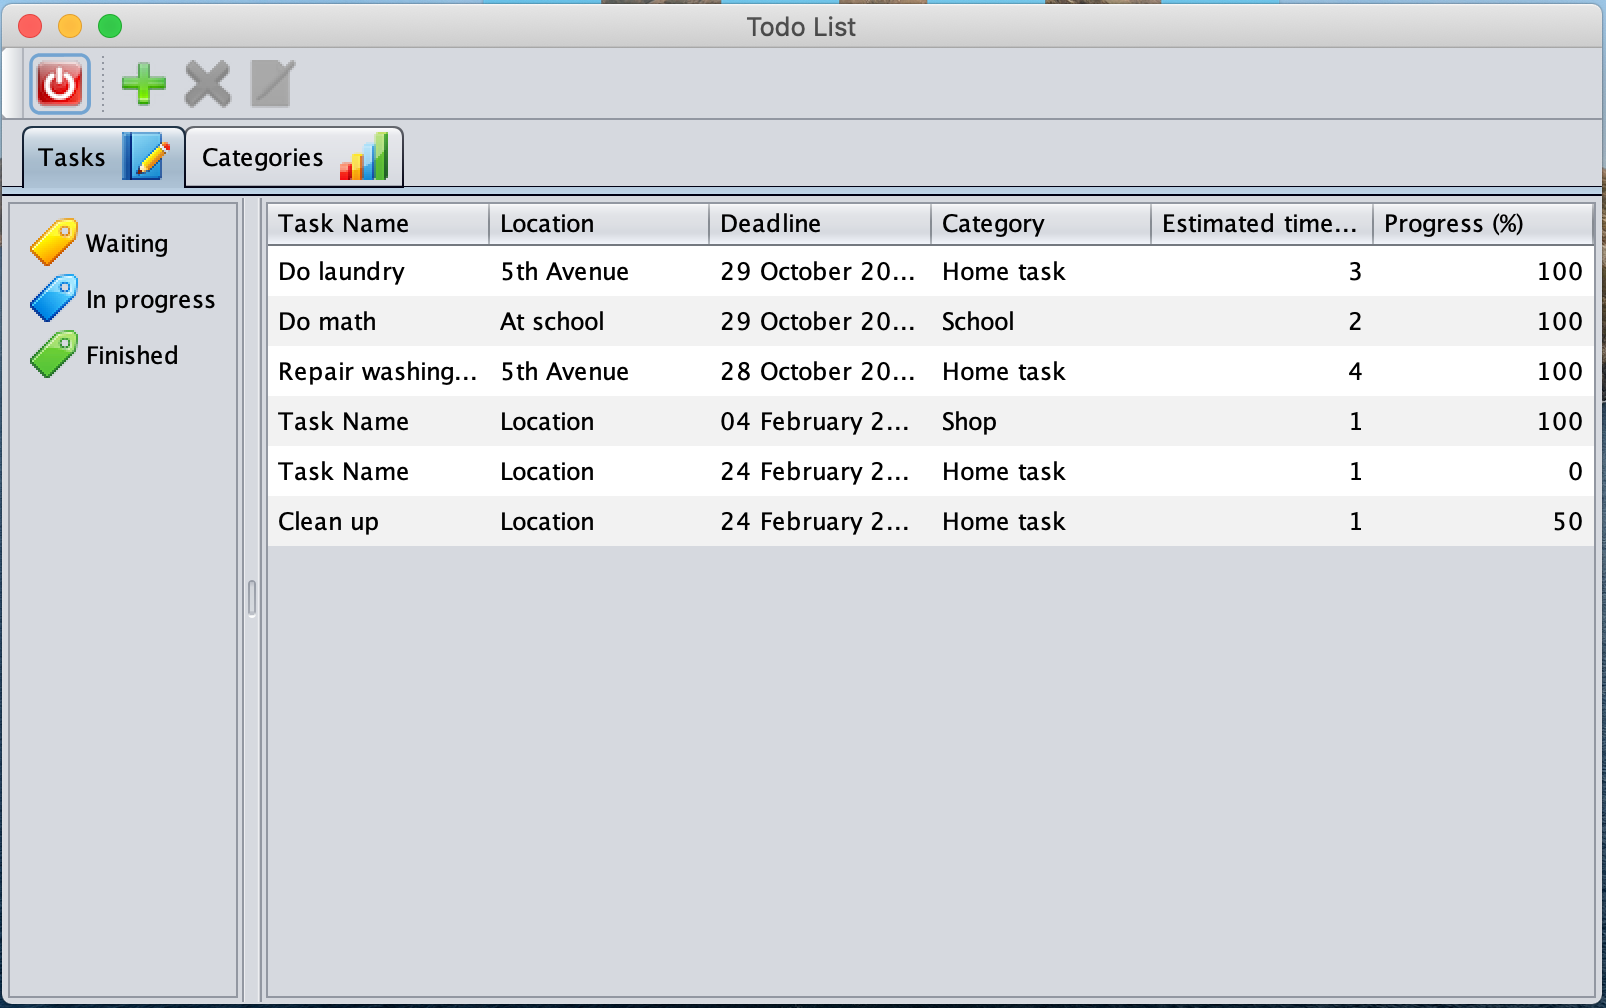 Todo List
Tasks Categories
Waiting
In progress
Finished
Task Name Location Deadline Category Estimated time... Progress (%)
Do laundry 5th Avenue 29 October 20... Home task 3 100
Do math At school 29 October 20... School 2 100
Repair washing... 5th Avenue 28 October 20... Home task 4 100
Task Name Location 04 February 2... Shop 1 100
Task Name Location 24 February 2... Home task 1 0
Clean up Location 24 February 2... Home task 1 50